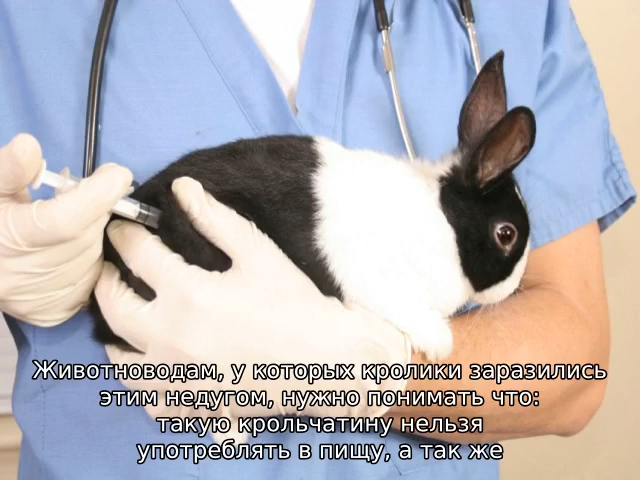 Животноводам, у которых кролики заразились
этим недугом, нужно понимать что:
такую крольчатину нельзя
употреблять в пищу, а так же